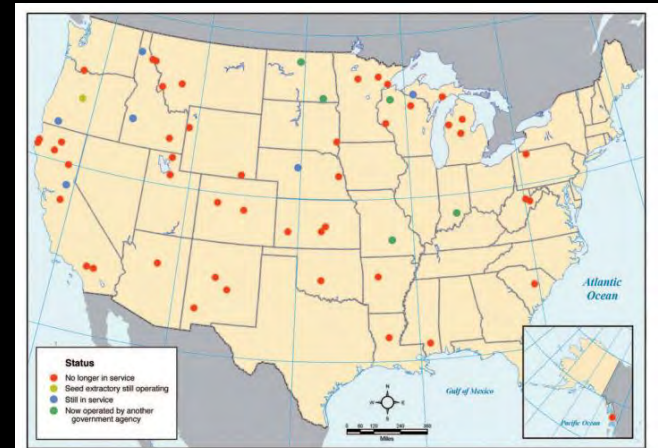 Atlantic
Ocean
Status
No longer in service
Seed extractory still operating
Still in service
Now operated by another
government agency
Gulf of Mexico
Pacific Ocean
Miles